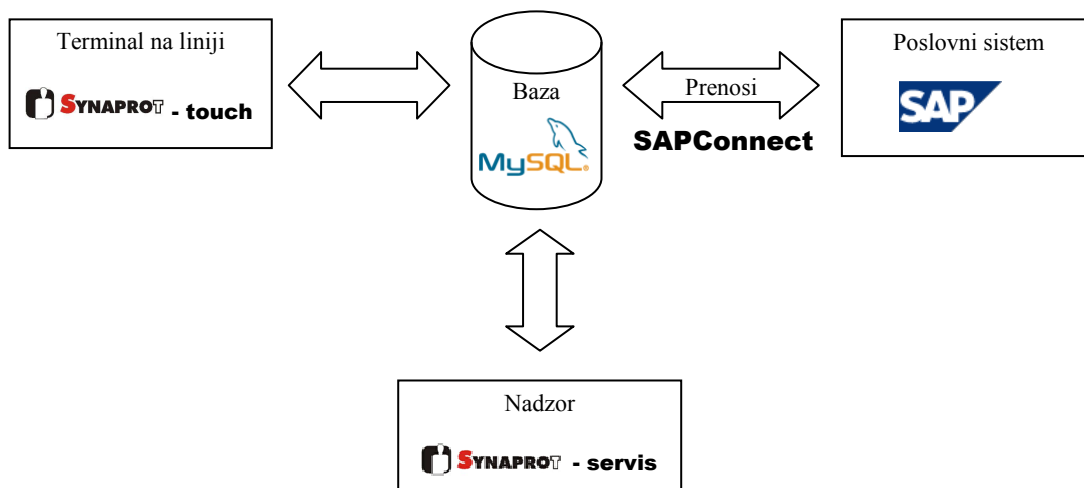 Terminal na liniji
SYNAPROT - touch
Baza
MySQL®
Prenosi
SAPConnect
Poslovni sistem
SAP
Nadzor
SYNAPROT - servis